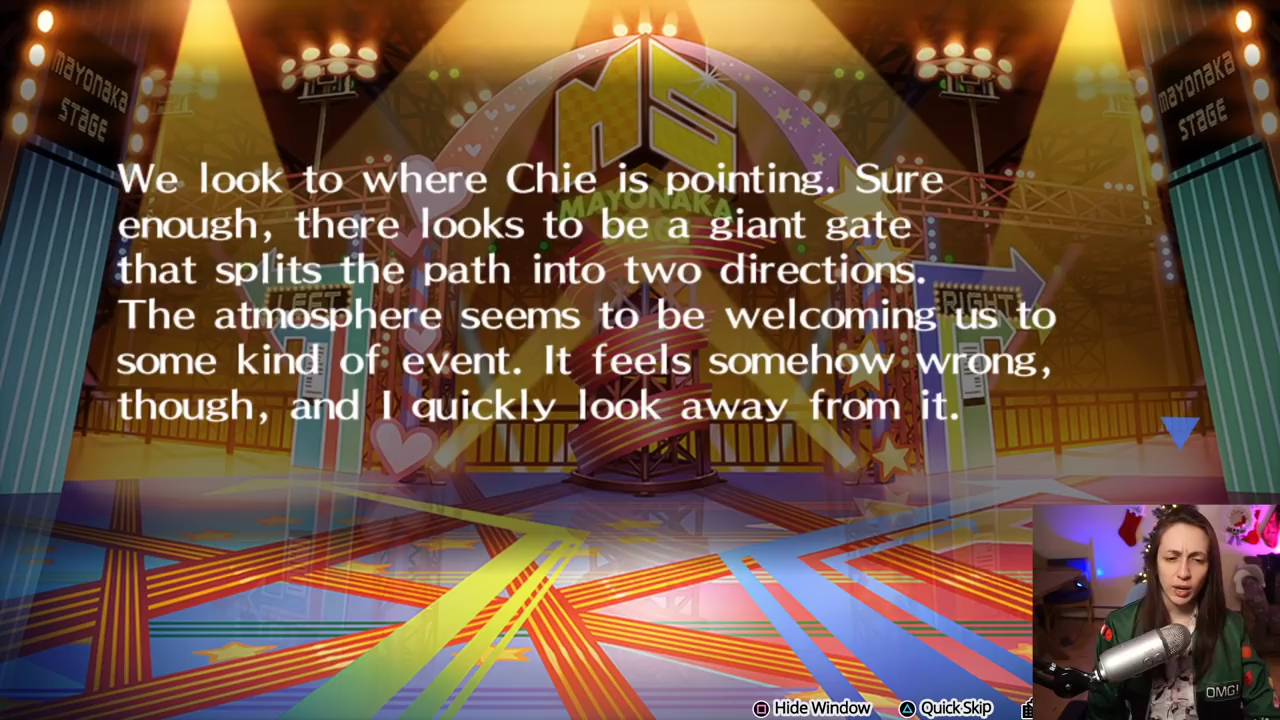 MAYONAKA STAGE
MAYONAKA STAGE
MS
MAYONAKA
We look to where Chie is pointing. Sure
enough, there looks to be a giant gate
that splits the path into two directions.
The atmosphere seems to be welcoming us to
some kind of event. It feels somehow wrong,
though, and I quickly look away from it.
LEFT
RIGHT
OMG!
Hide Window
Quick Skip